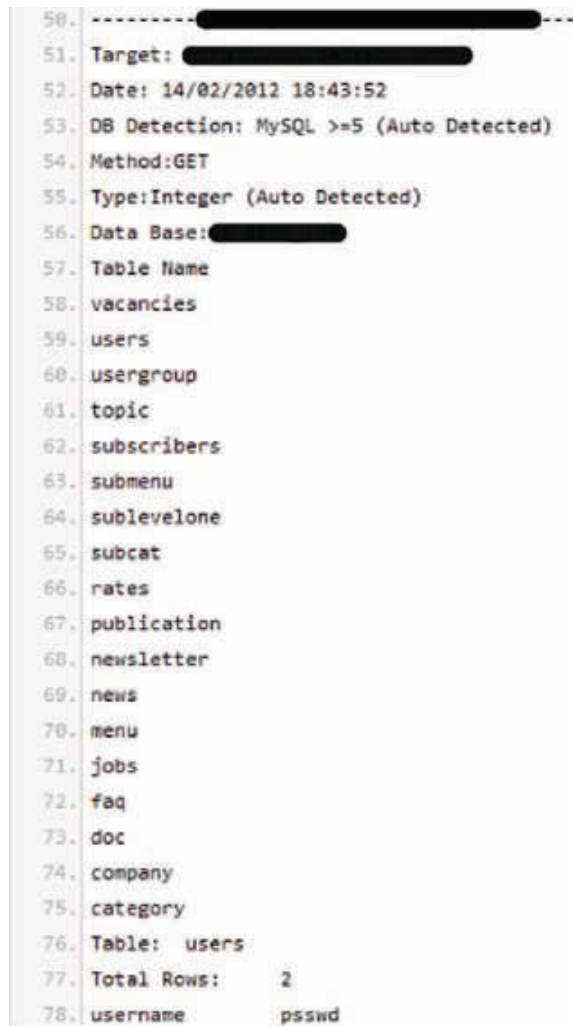 50. ------------
51. Target:
52. Date: 14/02/2012 18:43:52
53. DB Detection: MySQL >=5 (Auto Detected)
54. Method:GET
55. Type:Integer (Auto Detected)
56. Data Base:
57. Table Name
58. vacancies
59. users
60. usergroup
61. topic
62. subscribers
63. submenu
64. sublevelone
65. subcat
66. rates
67. publication
68. newsletter
69. news
70. menu
71. jobs
72. faq
73. doc
74. company
75. category
76. Table: users
77. Total Rows: 2
78. username psswd